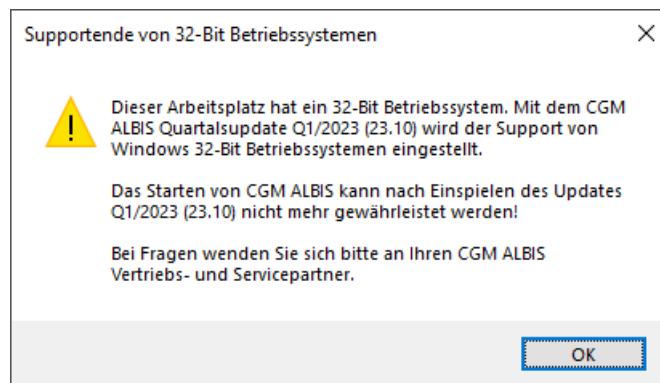 Supportende von 32-Bit Betriebssystemen
Dieser Arbeitsplatz hat ein 32-Bit Betriebssystem. Mit dem CGM
ALBIS Quartalsupdate Q1/2023 (23.10) wird der Support von
Windows 32-Bit Betriebssystemen eingestellt.
Das Starten von CGM ALBIS kann nach Einspielen des Updates
Q1/2023 (23.10) nicht mehr gewährleistet werden!
Bei Fragen wenden Sie sich bitte an Ihren CGM ALBIS
Vertriebs- und Servicepartner.
OK